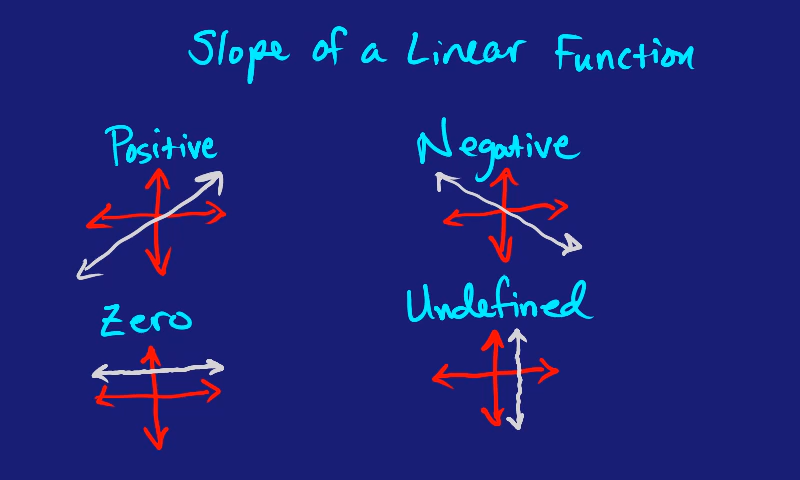 Slope of a Linear Function
Positive
Negative
Zero
Undefined